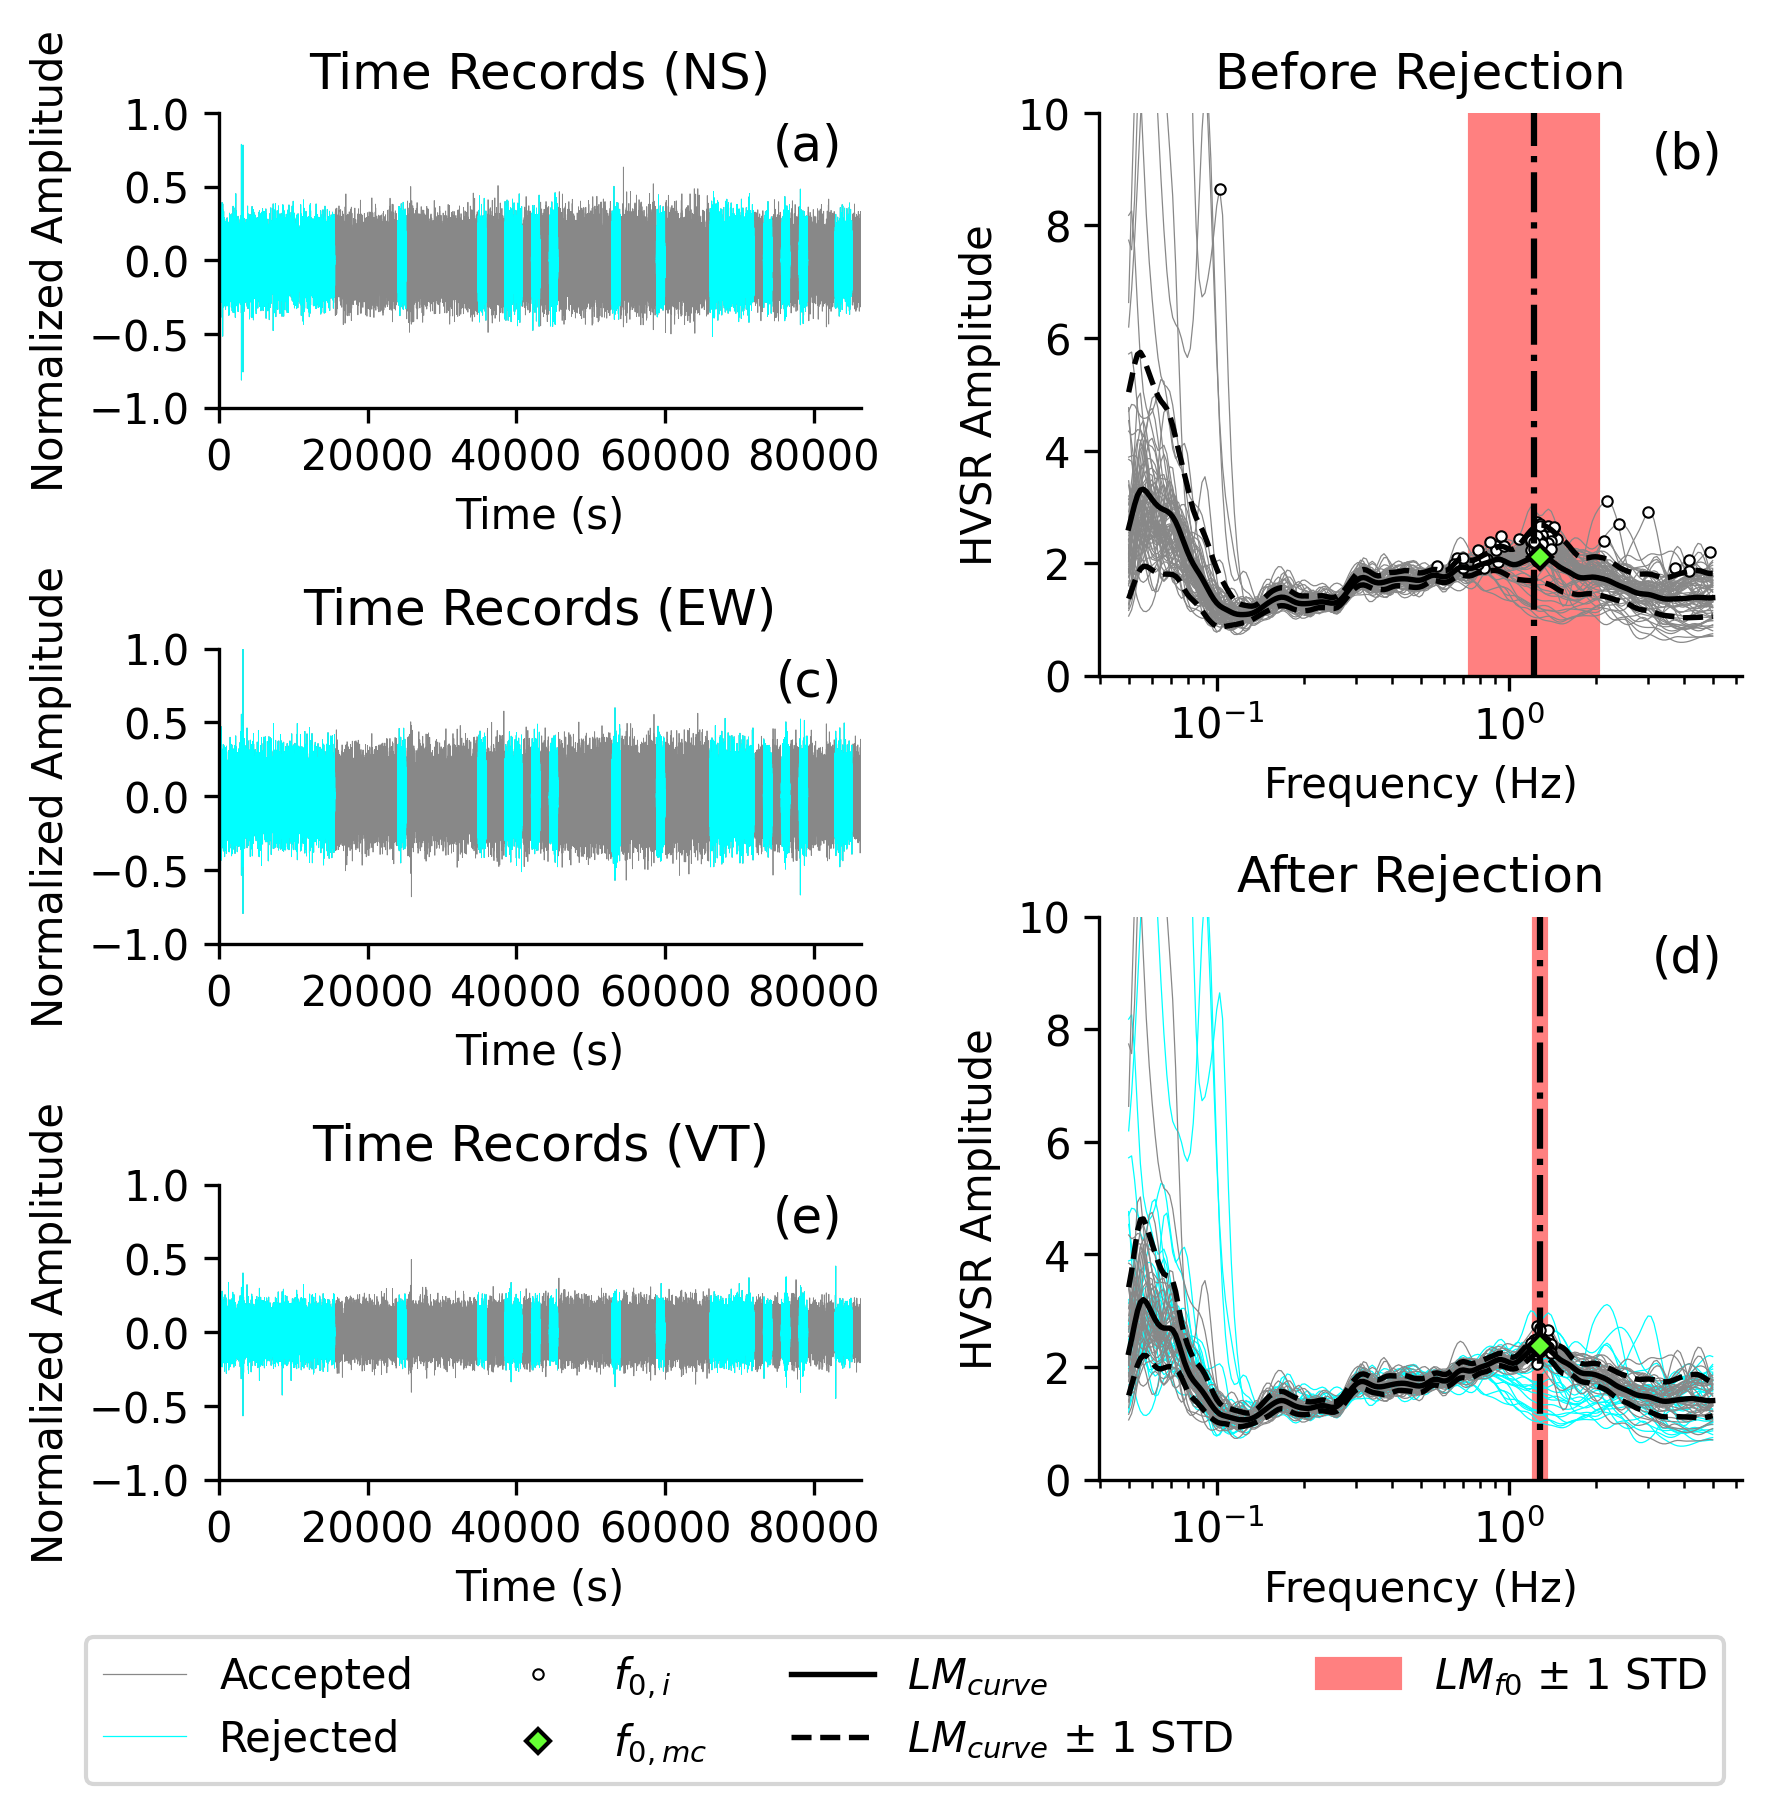 Time Records (NS)
(a)
Normalized Amplitude
1.0
0.5
0.0
−0.5
−1.0
0 20000 40000 60000 80000
Time (s)
Before Rejection
(b)
HVSR Amplitude
10
8
6
4
2
0
10⁻¹ 10⁰
Frequency (Hz)
Time Records (EW)
(c)
Normalized Amplitude
1.0
0.5
0.0
−0.5
−1.0
0 20000 40000 60000 80000
Time (s)
After Rejection
(d)
HVSR Amplitude
10
8
6
4
2
0
10⁻¹ 10⁰
Frequency (Hz)
Time Records (VT)
(e)
Normalized Amplitude
1.0
0.5
0.0
−0.5
−1.0
0 20000 40000 60000 80000
Time (s)
Accepted
Rejected
f0,i
f0,mc
LMcurve
LMcurve ± 1 STD
LMf0 ± 1 STD